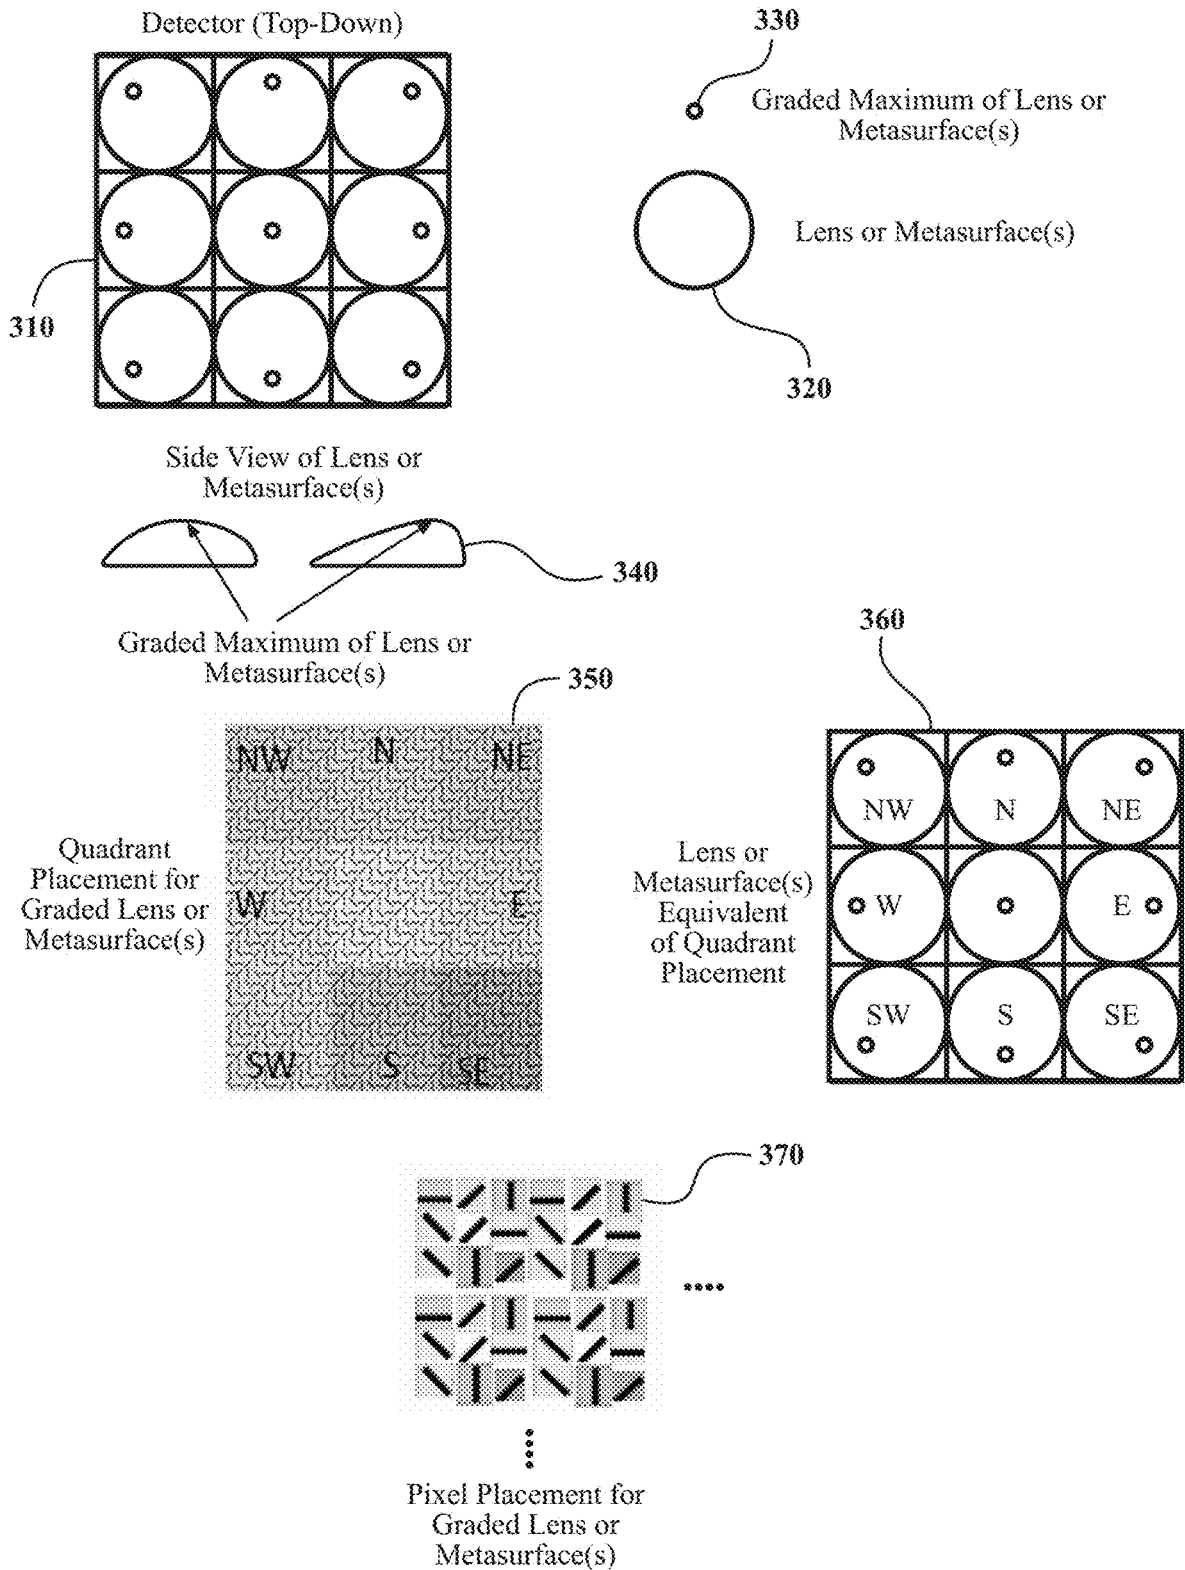 Detector (Top-Down)
330
Graded Maximum of Lens or
Metasurface(s)
Lens or Metasurface(s)
310
320
Side View of Lens or
Metasurface(s)
340
Graded Maximum of Lens or
Metasurface(s)
350
360
NW N NE
W E
SW S SE
Quadrant
Placement for
Graded Lens or
Metasurface(s)
Lens or
Metasurface(s)
Equivalent
of Quadrant
Placement
NW N NE
W E
SW S SE
370
Pixel Placement for
Graded Lens or
Metasurface(s)